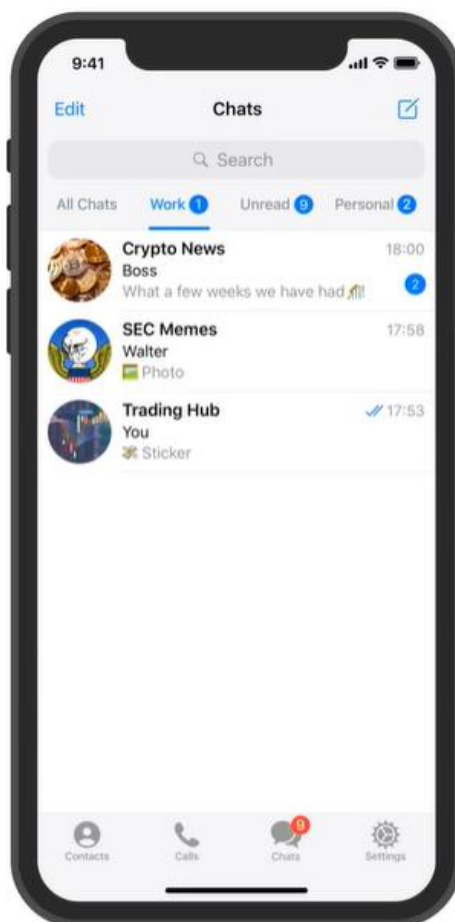 9:41
Edit
Chats
Search
All Chats
Work 1
Unread 9
Personal 2
Crypto News
18:00
Boss
What a few weeks we have had
2
SEC Memes
17:58
Walter
Photo
Trading Hub
17:53
You
Sticker
9
Contacts
Calls
Chats
Settings